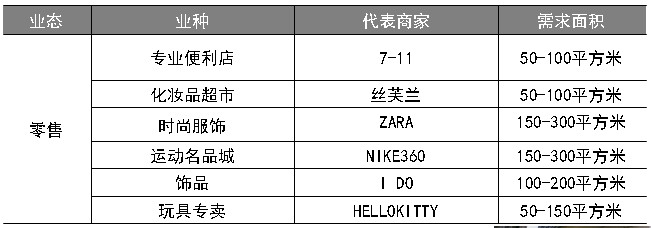 业态 业种 代表商家 需求面积
专业便利店 7-11 50-100平方米
化妆品超市 丝芙兰 50-100平方米
零售 时尚服饰 ZARA 150-300平方米
运动名品城 NIKE360 150-300平方米
饰品 I DO 100-200平方米
玩具专卖 HELLOKITTY 50-150平方米